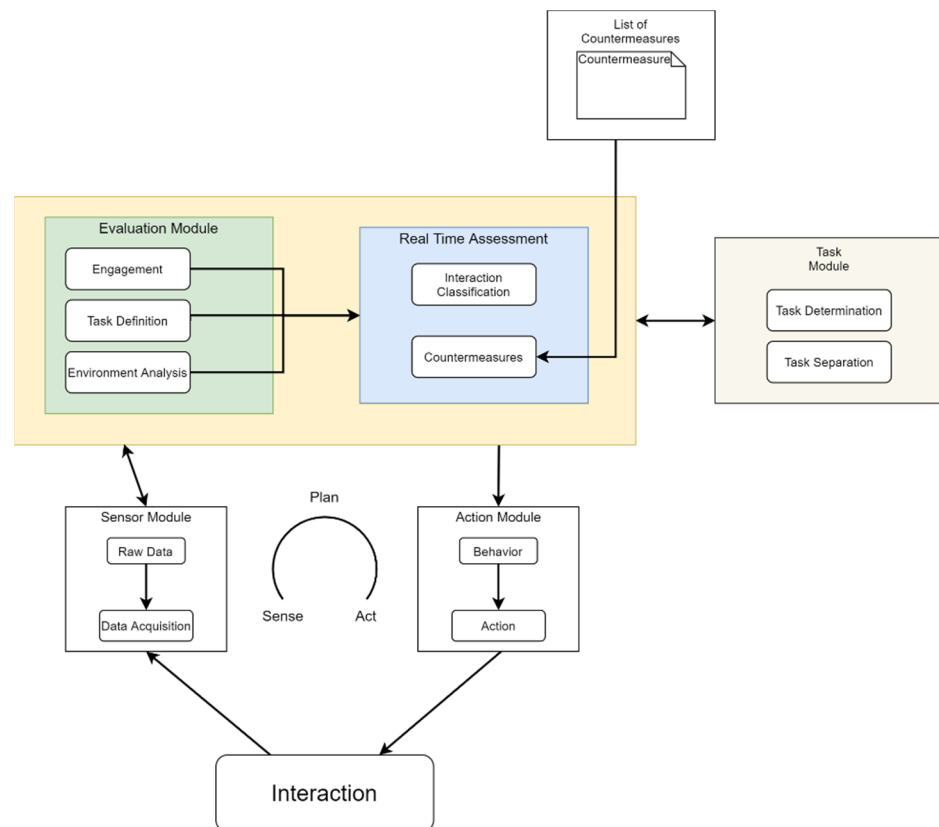 List of
Countermeasures
Countermeasure
Evaluation Module
Engagement
Task Definition
Environment Analysis
Real Time Assessment
Interaction
Classification
Countermeasures
Task
Module
Task Determination
Task Separation
Sensor Module
Raw Data
Data Acquisition
Plan
Sense
Act
Action Module
Behavior
Action
Interaction